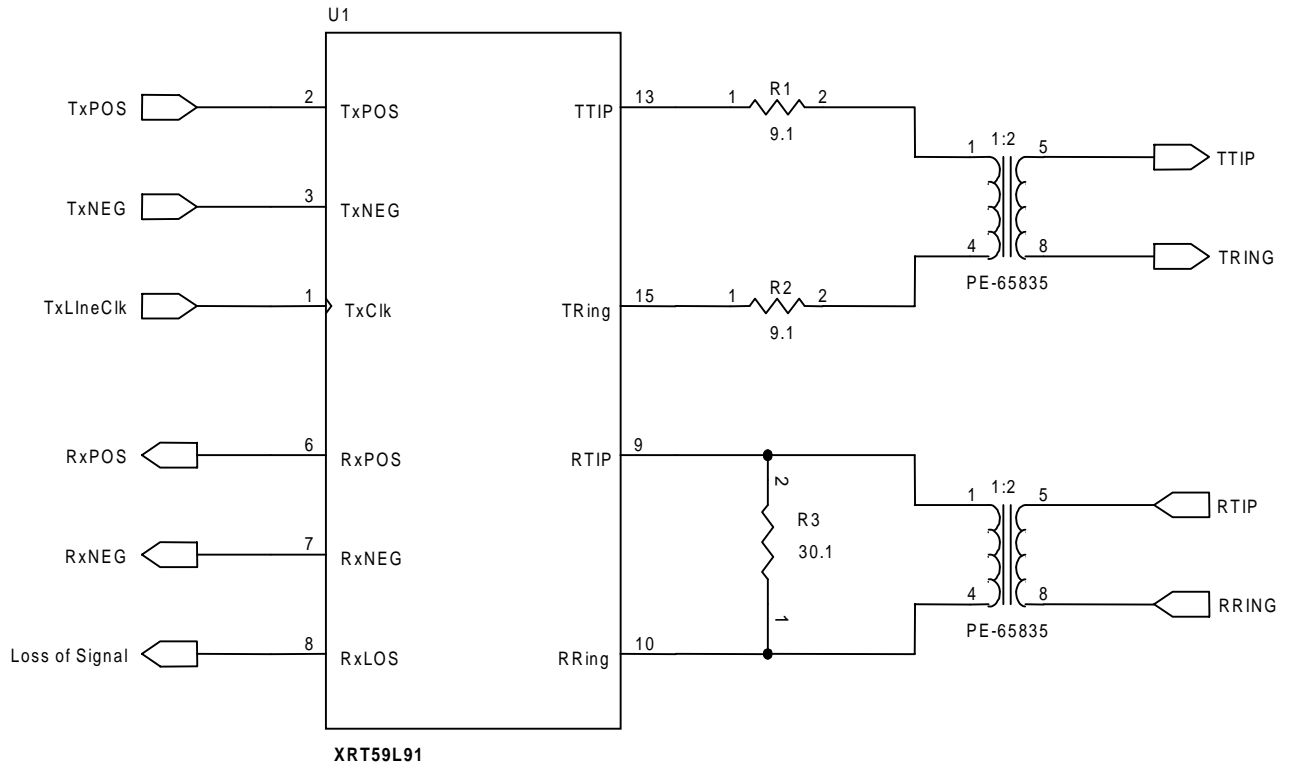 U1
TxPOS
2
TxPOS
TTIP
13
1
R1
2
9.1
1
1:2
5
TTIP
TxNEG
3
TxNEG
4
8
TRING
PE-65835
TxLIneClk
1
TxClk
TRing
15
1
R2
2
9.1
RxPOS
6
RxPOS
RTIP
9
2
R3
30.1
1
1
1:2
5
RTIP
RxNEG
7
RxNEG
4
8
RRING
PE-65835
Loss of Signal
8
RxLOS
RRing
10
XRT59L91